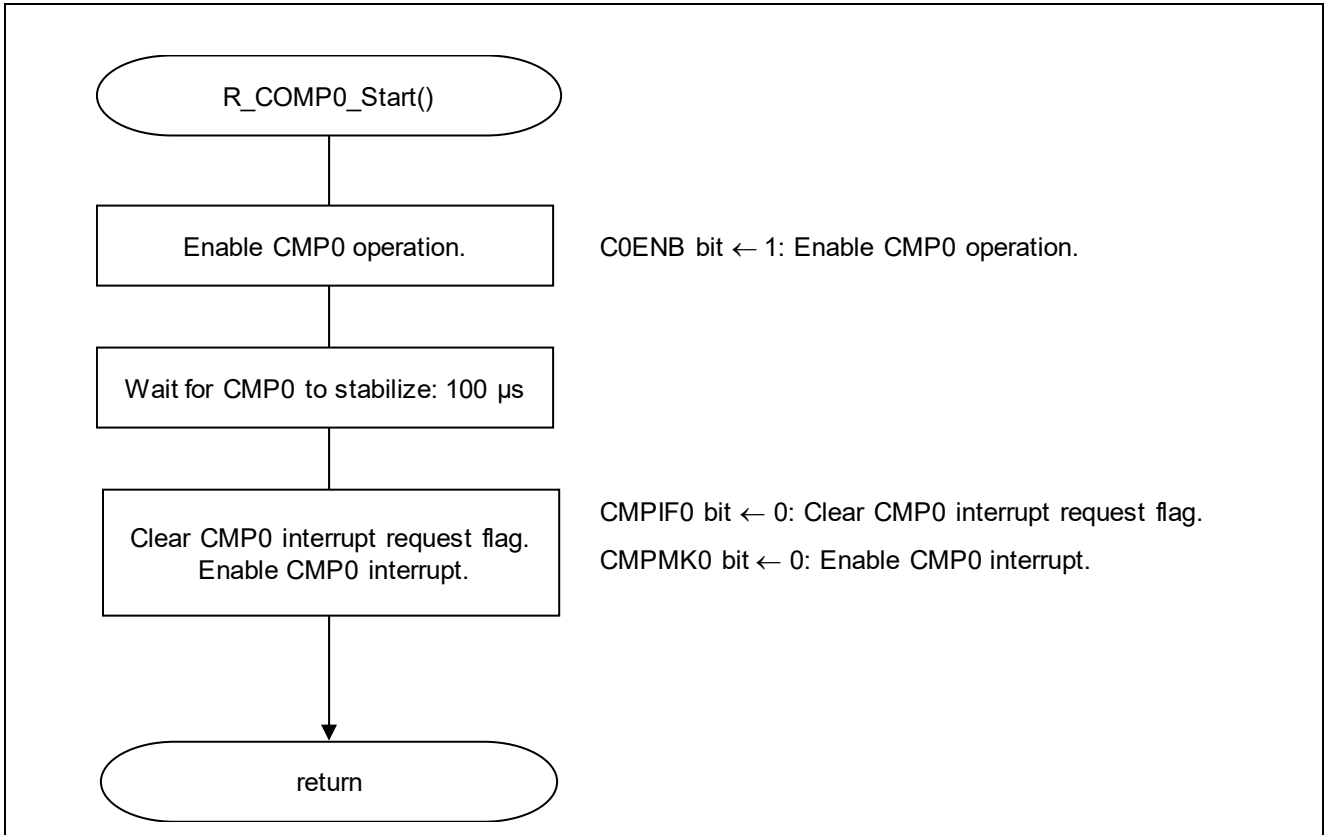 R_COMP0_Start()
Enable CMP0 operation.
C0ENB bit ← 1: Enable CMP0 operation.
Wait for CMP0 to stabilize: 100 µs
Clear CMP0 interrupt request flag.
Enable CMP0 interrupt.
CMPIF0 bit ← 0: Clear CMP0 interrupt request flag.
CMPMK0 bit ← 0: Enable CMP0 interrupt.
return